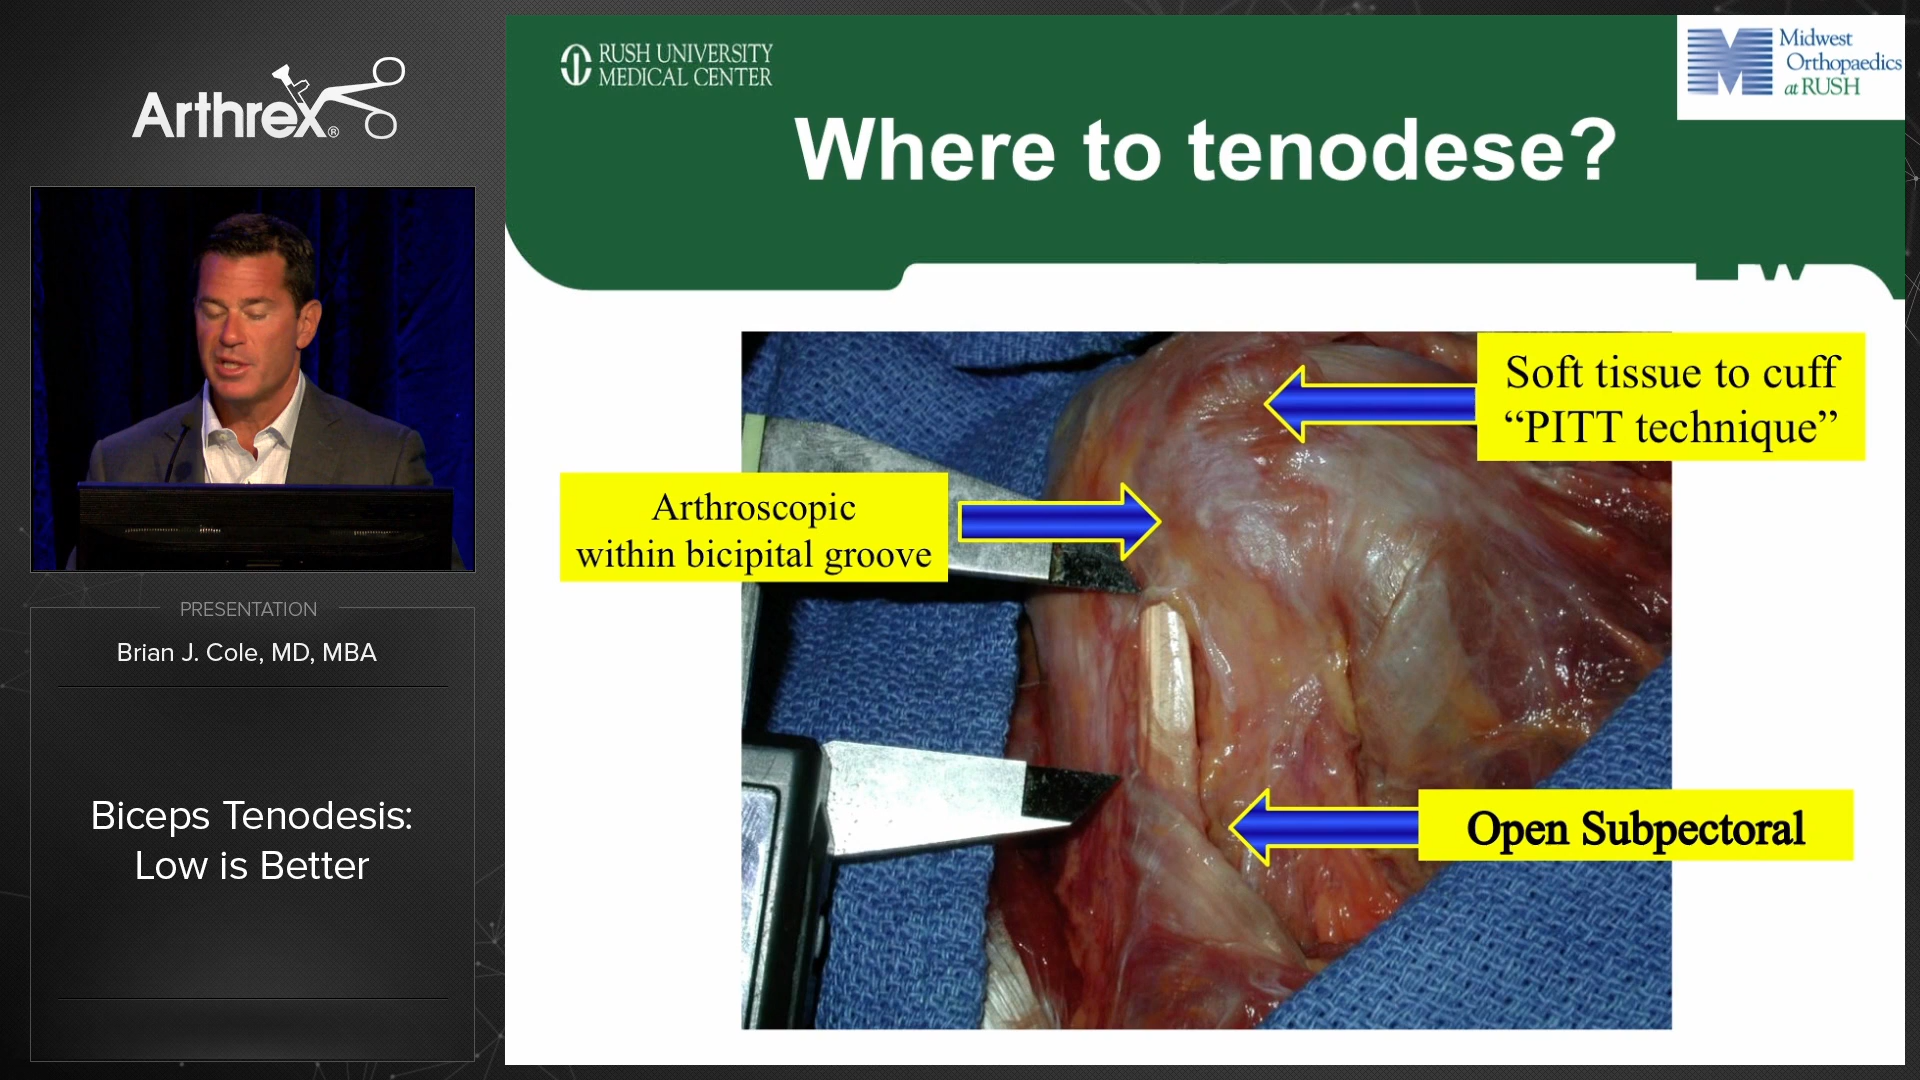 Arthrex®
PRESENTATION
Brian J. Cole, MD, MBA
Biceps Tenodesis:
Low is Better
RUSH UNIVERSITY
MEDICAL CENTER
Midwest
Orthopaedics
at RUSH
Where to tenodese?
Soft tissue to cuff
“PITT technique”
Arthroscopic
within bicipital groove
Open Subpectoral